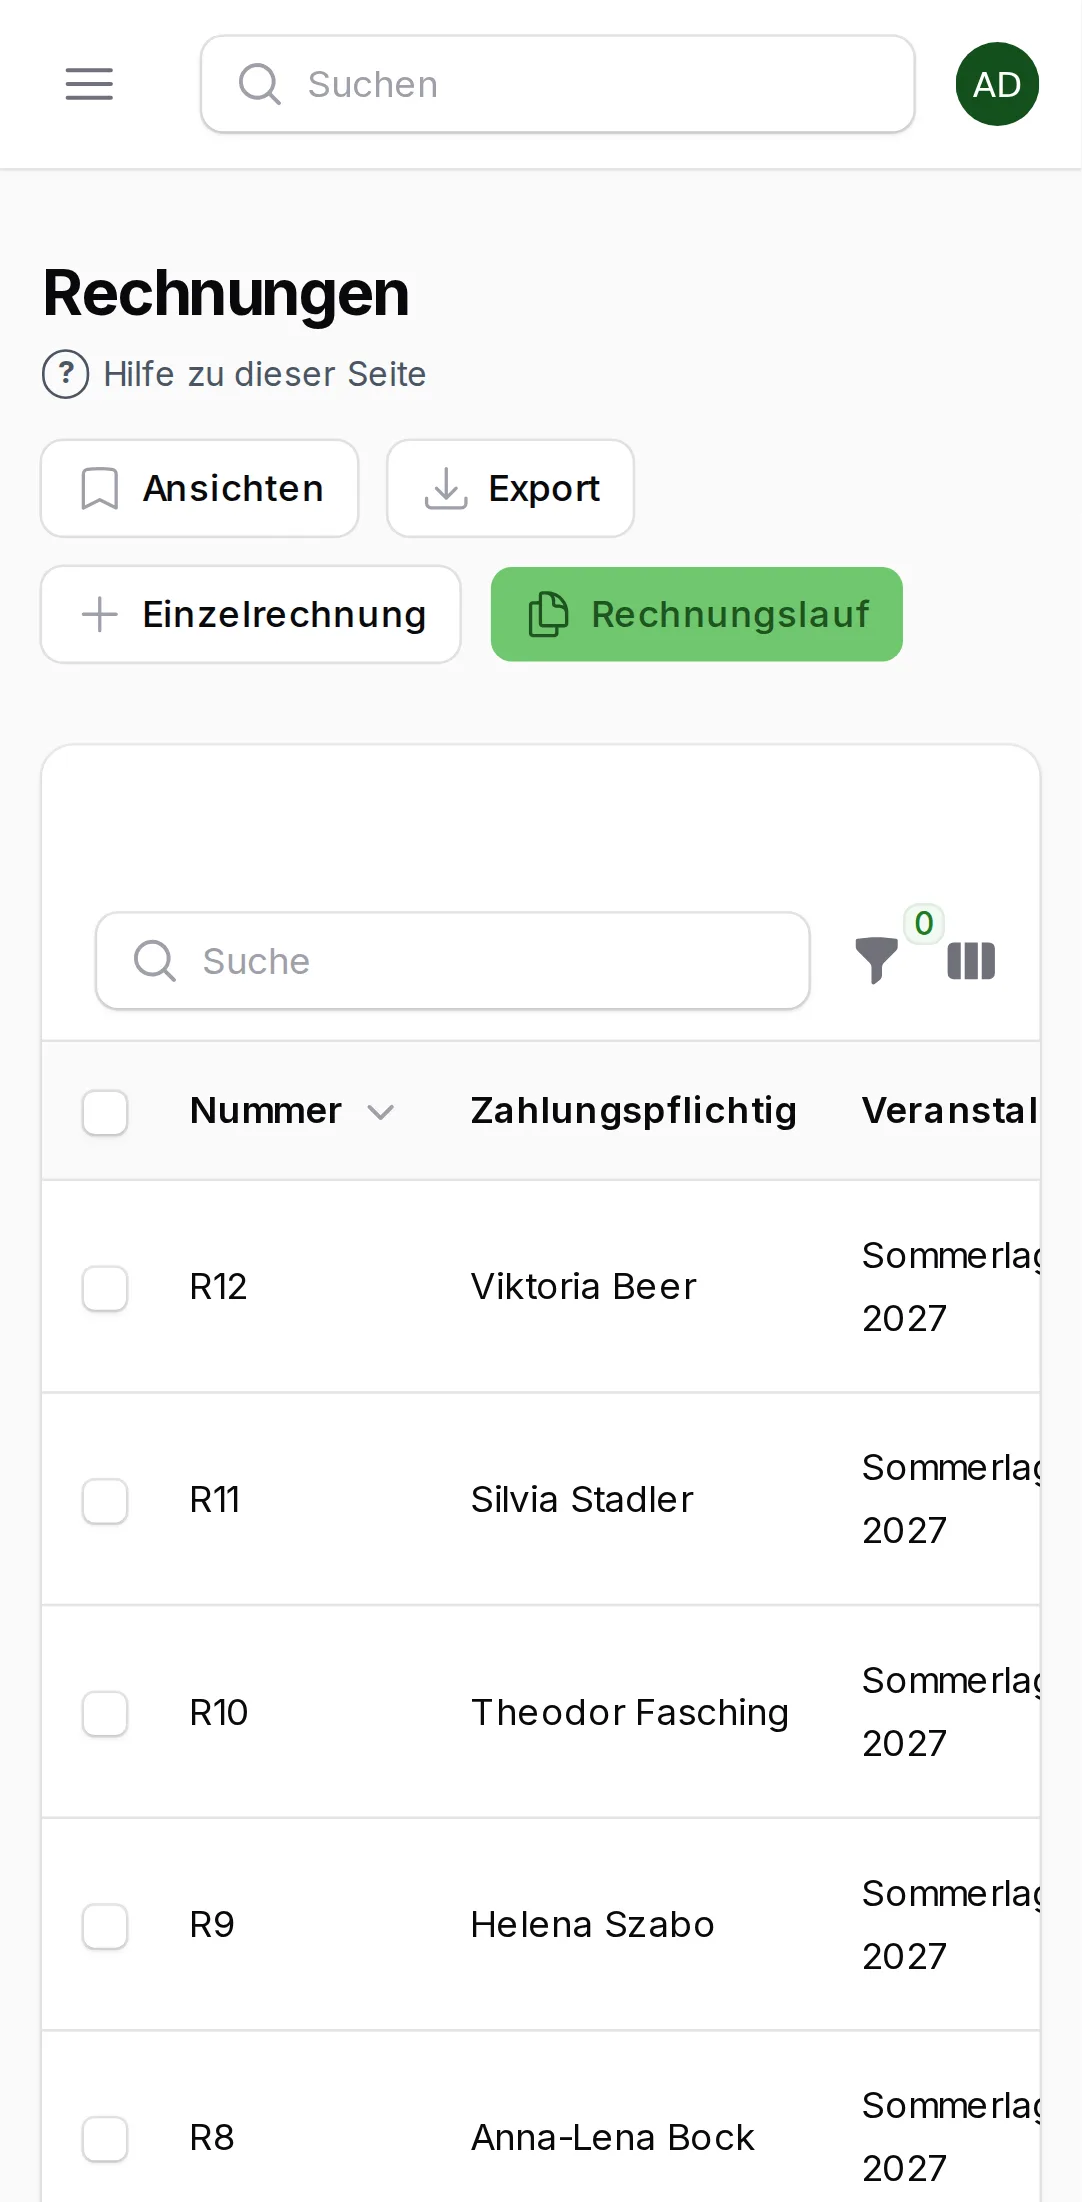 Suchen
AD
Rechnungen
? Hilfe zu dieser Seite
Ansichten Export
Einzelrechnung Rechnungslauf
0
Suche
Nummer Zahlungspflichtig Veranstal
R12 Viktoria Beer Sommerlag
2027
R11 Silvia Stadler Sommerlag
2027
R10 Theodor Fasching Sommerlag
2027
R9 Helena Szabo Sommerlag
2027
R8 Anna-Lena Bock Sommerlag
2027